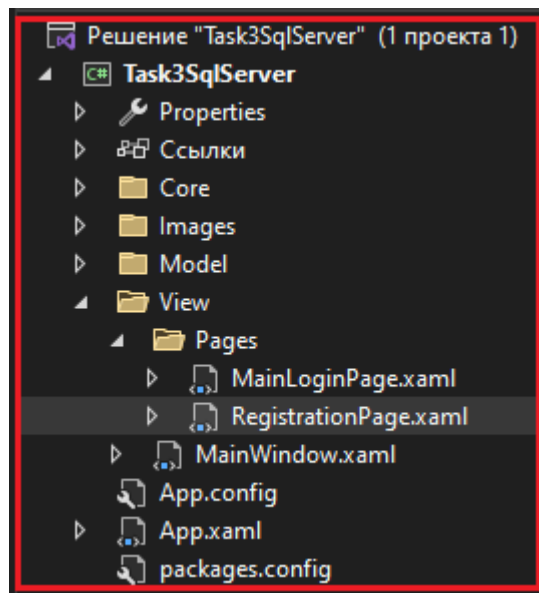 Решение "Task3SqlServer" (1 проекта 1)
C# Task3SqlServer
Properties
Ссылки
Core
Images
Model
View
Pages
MainLoginPage.xaml
RegistrationPage.xaml
MainWindow.xaml
App.config
App.xaml
packages.config